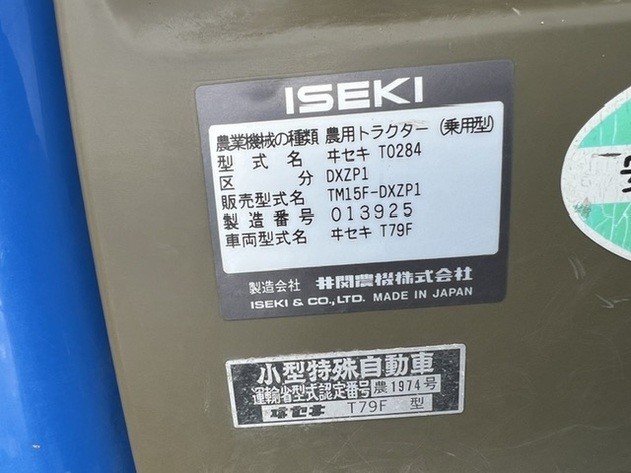 ISEKI
農業機械の種類 農用トラクター (乗用型)
型式名 ヰセキ T0284
区分 DXZP1
販売型式名 TM15F-DXZP1
製造番号 013925
車両型式名 ヰセキ T79F
製造会社 井関農機株式会社
ISEKI & CO., LTD. MADE IN JAPAN
小型特殊自動車
運輸省型式認定番号 農1974号
ヰセキ T79F 型